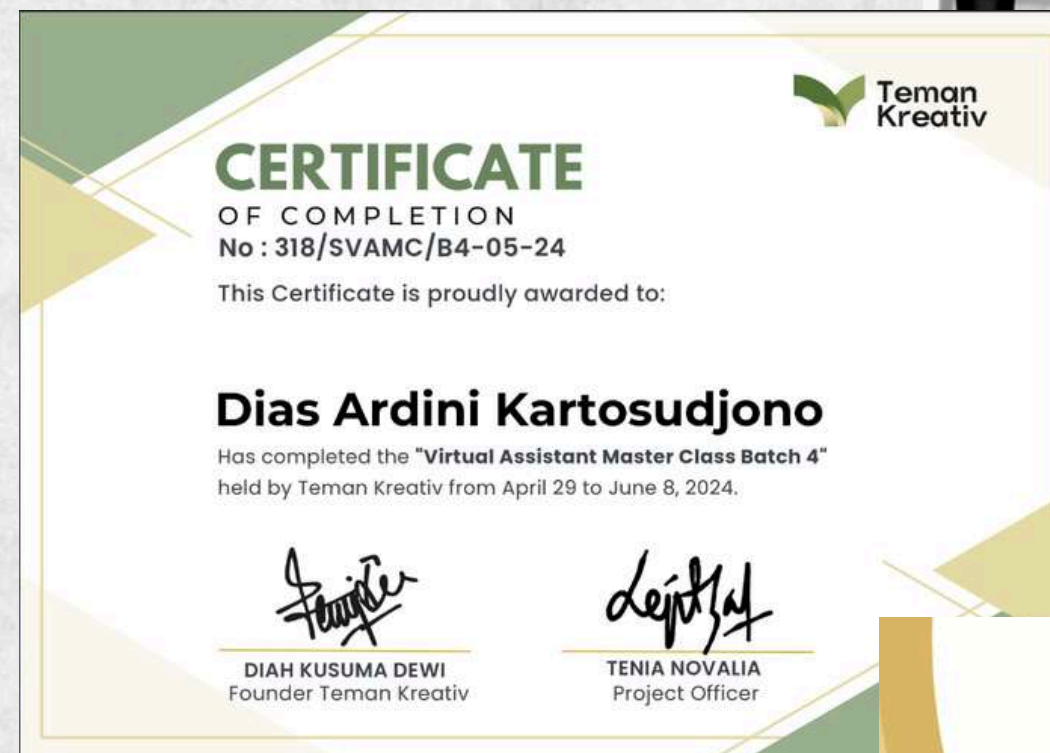 Teman
Kreativ
CERTIFICATE
OF COMPLETION
No : 318/SVAMC/B4-05-24
This Certificate is proudly awarded to:
Dias Ardini Kartosudjono
Has completed the "Virtual Assistant Master Class Batch 4"
held by Teman Kreativ from April 29 to June 8, 2024.
DIAH KUSUMA DEWI
Founder Teman Kreativ
TENIA NOVALIA
Project Officer